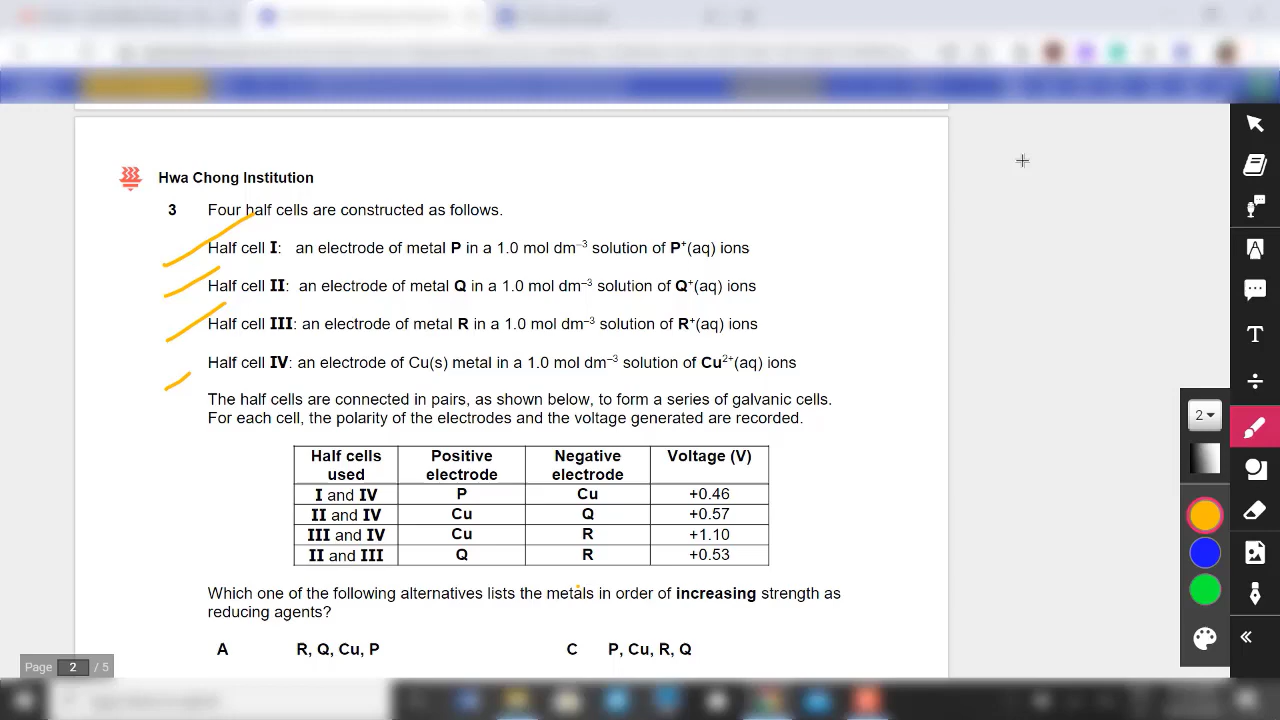 Hwa Chong Institution
3 Four half cells are constructed as follows.
Half cell I: an electrode of metal P in a 1.0 mol dm⁻³ solution of P⁺(aq) ions
Half cell II: an electrode of metal Q in a 1.0 mol dm⁻³ solution of Q⁺(aq) ions
Half cell III: an electrode of metal R in a 1.0 mol dm⁻³ solution of R⁺(aq) ions
Half cell IV: an electrode of Cu(s) metal in a 1.0 mol dm⁻³ solution of Cu²⁺(aq) ions
The half cells are connected in pairs, as shown below, to form a series of galvanic cells.
For each cell, the polarity of the electrodes and the voltage generated are recorded.
Half cells used Positive electrode Negative electrode Voltage (V)
I and IV P Cu +0.46
II and IV Cu Q +0.57
III and IV Cu R +1.10
II and III Q R +0.53
Which one of the following alternatives lists the metals in order of increasing strength as
reducing agents?
A R, Q, Cu, P C P, Cu, R, Q
Page 2 / 5
2
T